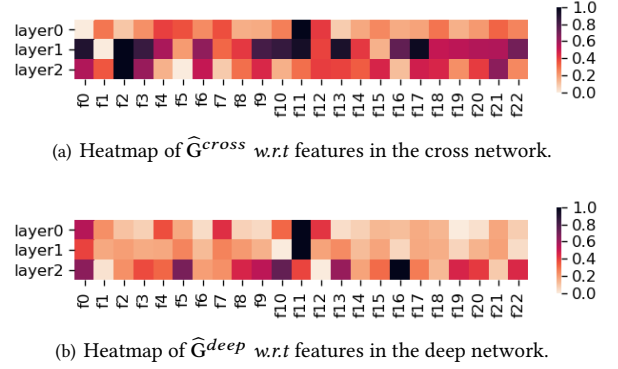 1.0
0.8
0.6
0.4
0.2
0.0
layer0
layer1
layer2
f0 f1 f2 f3 f4 f5 f6 f7 f8 f9 f10 f11 f12 f13 f14 f15 f16 f17 f18 f19 f20 f21 f22
(a) Heatmap of Ĝ^cross w.r.t features in the cross network.
1.0
0.8
0.6
0.4
0.2
0.0
layer0
layer1
layer2
f0 f1 f2 f3 f4 f5 f6 f7 f8 f9 f10 f11 f12 f13 f14 f15 f16 f17 f18 f19 f20 f21 f22
(b) Heatmap of Ĝ^deep w.r.t features in the deep network.